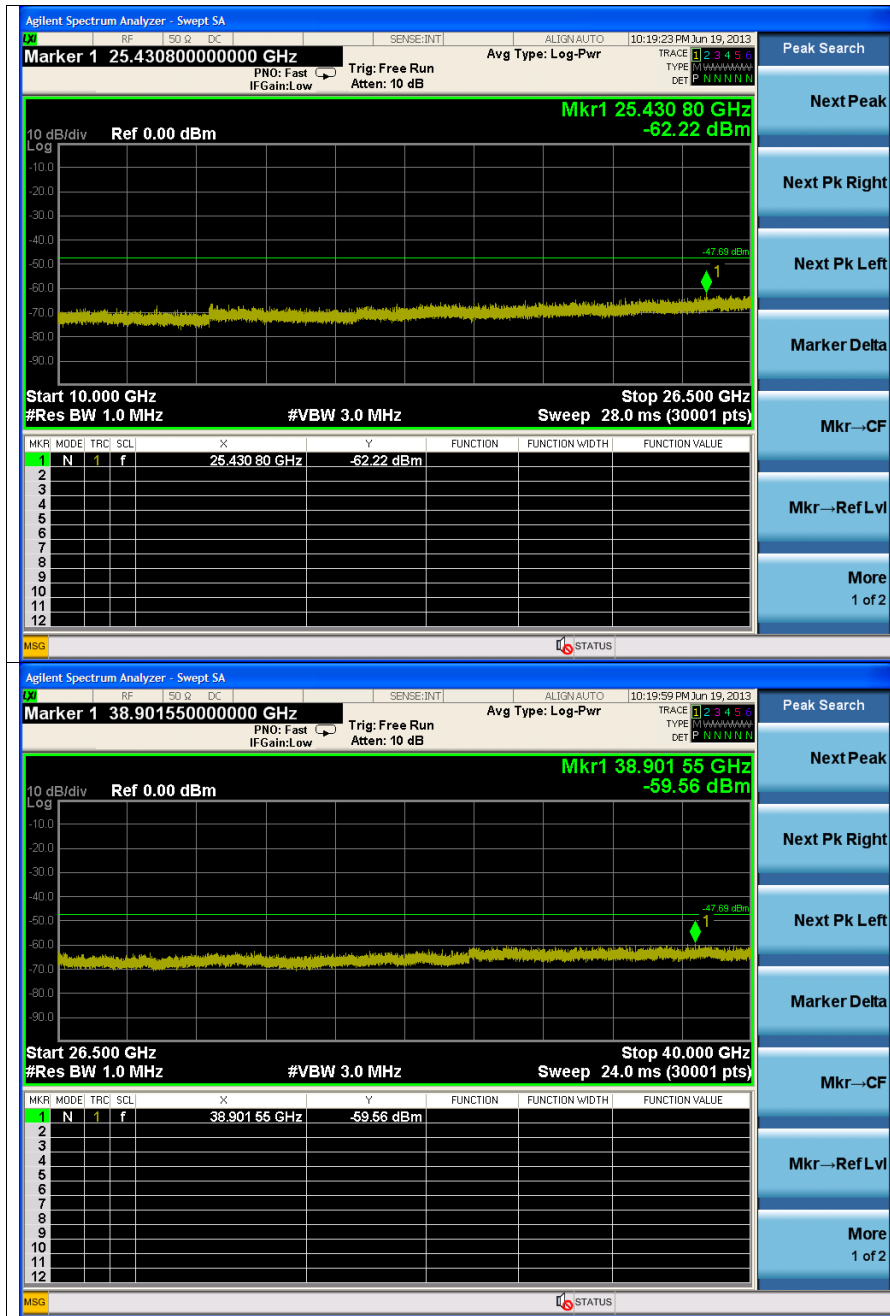 Agilent Spectrum Analyzer - Swept SA
LXI RF 50 Ω DC SENSE:INT ALIGNAUTO 10:19:23 PM Jun 19, 2013
Marker 1 25.430800000000 GHz
PNO: Fast
IFGain:Low
Trig: Free Run
Atten: 10 dB
Avg Type: Log-Pwr
TRACE 1 2 3 4 5 6
TYPE M WWWWW
DET P N N N N N
Mkr1 25.430 80 GHz
-62.22 dBm
10 dB/div Ref 0.00 dBm
Log
-10.0
-20.0
-30.0
-40.0
-47.69 dBm
-50.0
1
-60.0
-70.0
-80.0
-90.0
Start 10.000 GHz Stop 26.500 GHz
#Res BW 1.0 MHz #VBW 3.0 MHz Sweep 28.0 ms (30001 pts)
MKR MODE TRC SCL X Y FUNCTION FUNCTION WIDTH FUNCTION VALUE
1 N 1 f 25.430 80 GHz -62.22 dBm
2
3
4
5
6
7
8
9
10
11
12
MSG STATUS
Peak Search
Next Peak
Next Pk Right
Next Pk Left
Marker Delta
Mkr→CF
Mkr→Ref Lvl
More
1 of 2
Agilent Spectrum Analyzer - Swept SA
LXI RF 50 Ω DC SENSE:INT ALIGNAUTO 10:19:59 PM Jun 19, 2013
Marker 1 38.901550000000 GHz
PNO: Fast
IFGain:Low
Trig: Free Run
Atten: 10 dB
Avg Type: Log-Pwr
TRACE 1 2 3 4 5 6
TYPE M WWWWW
DET P N N N N N
Mkr1 38.901 55 GHz
-59.56 dBm
10 dB/div Ref 0.00 dBm
Log
-10.0
-20.0
-30.0
-40.0
-47.69 dBm
-50.0
1
-60.0
-70.0
-80.0
-90.0
Start 26.500 GHz Stop 40.000 GHz
#Res BW 1.0 MHz #VBW 3.0 MHz Sweep 24.0 ms (30001 pts)
MKR MODE TRC SCL X Y FUNCTION FUNCTION WIDTH FUNCTION VALUE
1 N 1 f 38.901 55 GHz -59.56 dBm
2
3
4
5
6
7
8
9
10
11
12
MSG STATUS
Peak Search
Next Peak
Next Pk Right
Next Pk Left
Marker Delta
Mkr→CF
Mkr→Ref Lvl
More
1 of 2